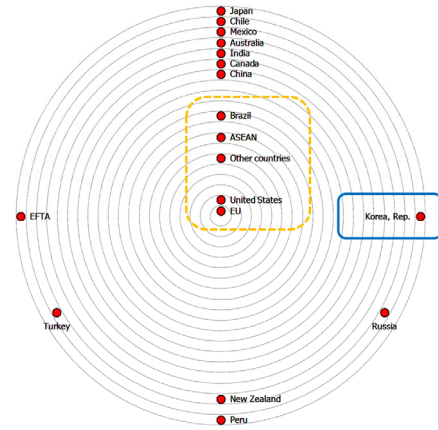 Japan
Chile
Mexico
Australia
India
Canada
China
Brazil
ASEAN
Other countries
United States
EU
EFTA
Korea, Rep.
Turkey
Russia
New Zealand
Peru